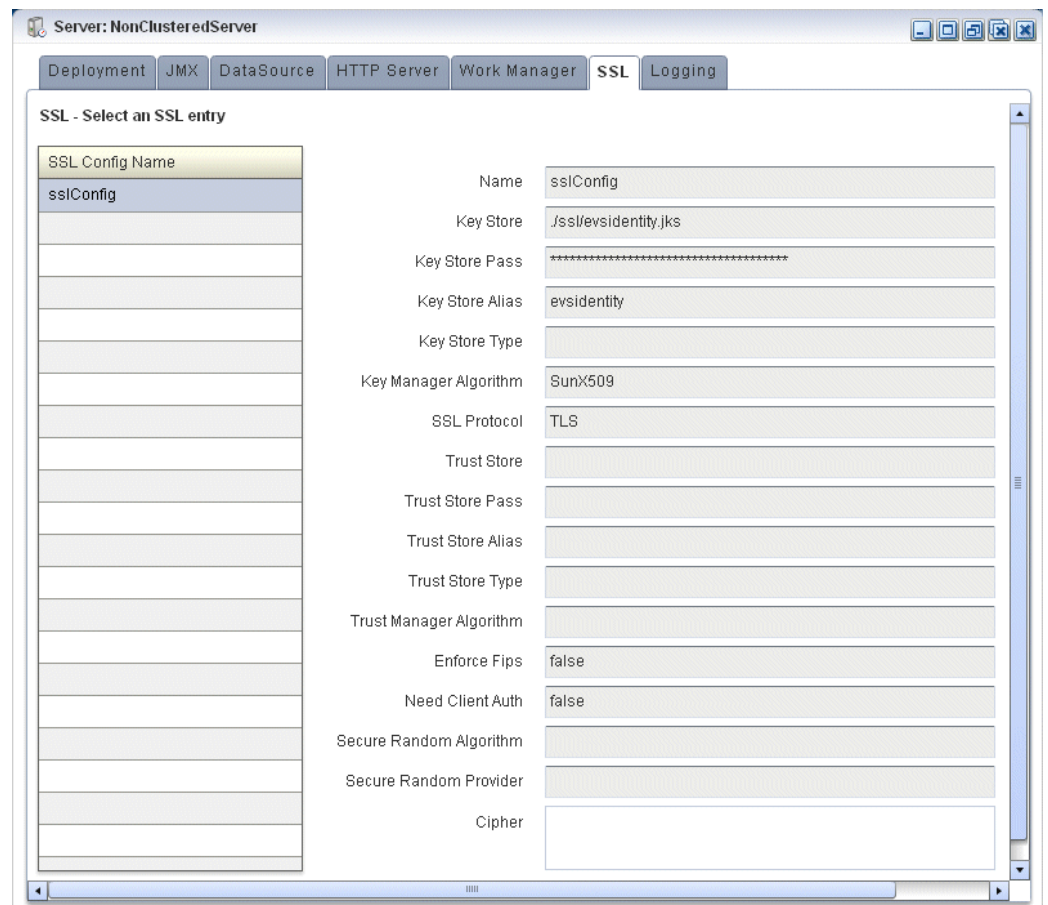 Server: NonClusteredServer
Deployment JMX DataSource HTTP Server Work Manager SSL Logging
SSL - Select an SSL entry
SSL Config Name
sslConfig
Name sslConfig
Key Store ./ssl/evsidentity.jks
Key Store Pass **************************************
Key Store Alias evsidentity
Key Store Type
Key Manager Algorithm SunX509
SSL Protocol TLS
Trust Store
Trust Store Pass
Trust Store Alias
Trust Store Type
Trust Manager Algorithm
Enforce Fips false
Need Client Auth false
Secure Random Algorithm
Secure Random Provider
Cipher